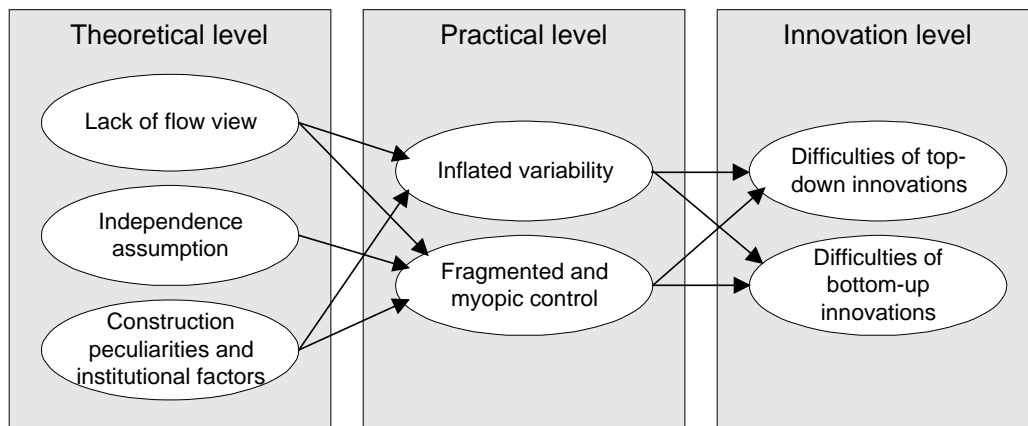 Theoretical level
Lack of flow view
Independence
assumption
Construction
peculiarities and
institutional factors
Practical level
Inflated variability
Fragmented and
myopic control
Innovation level
Difficulties of top-
down innovations
Difficulties of
bottom-up
innovations